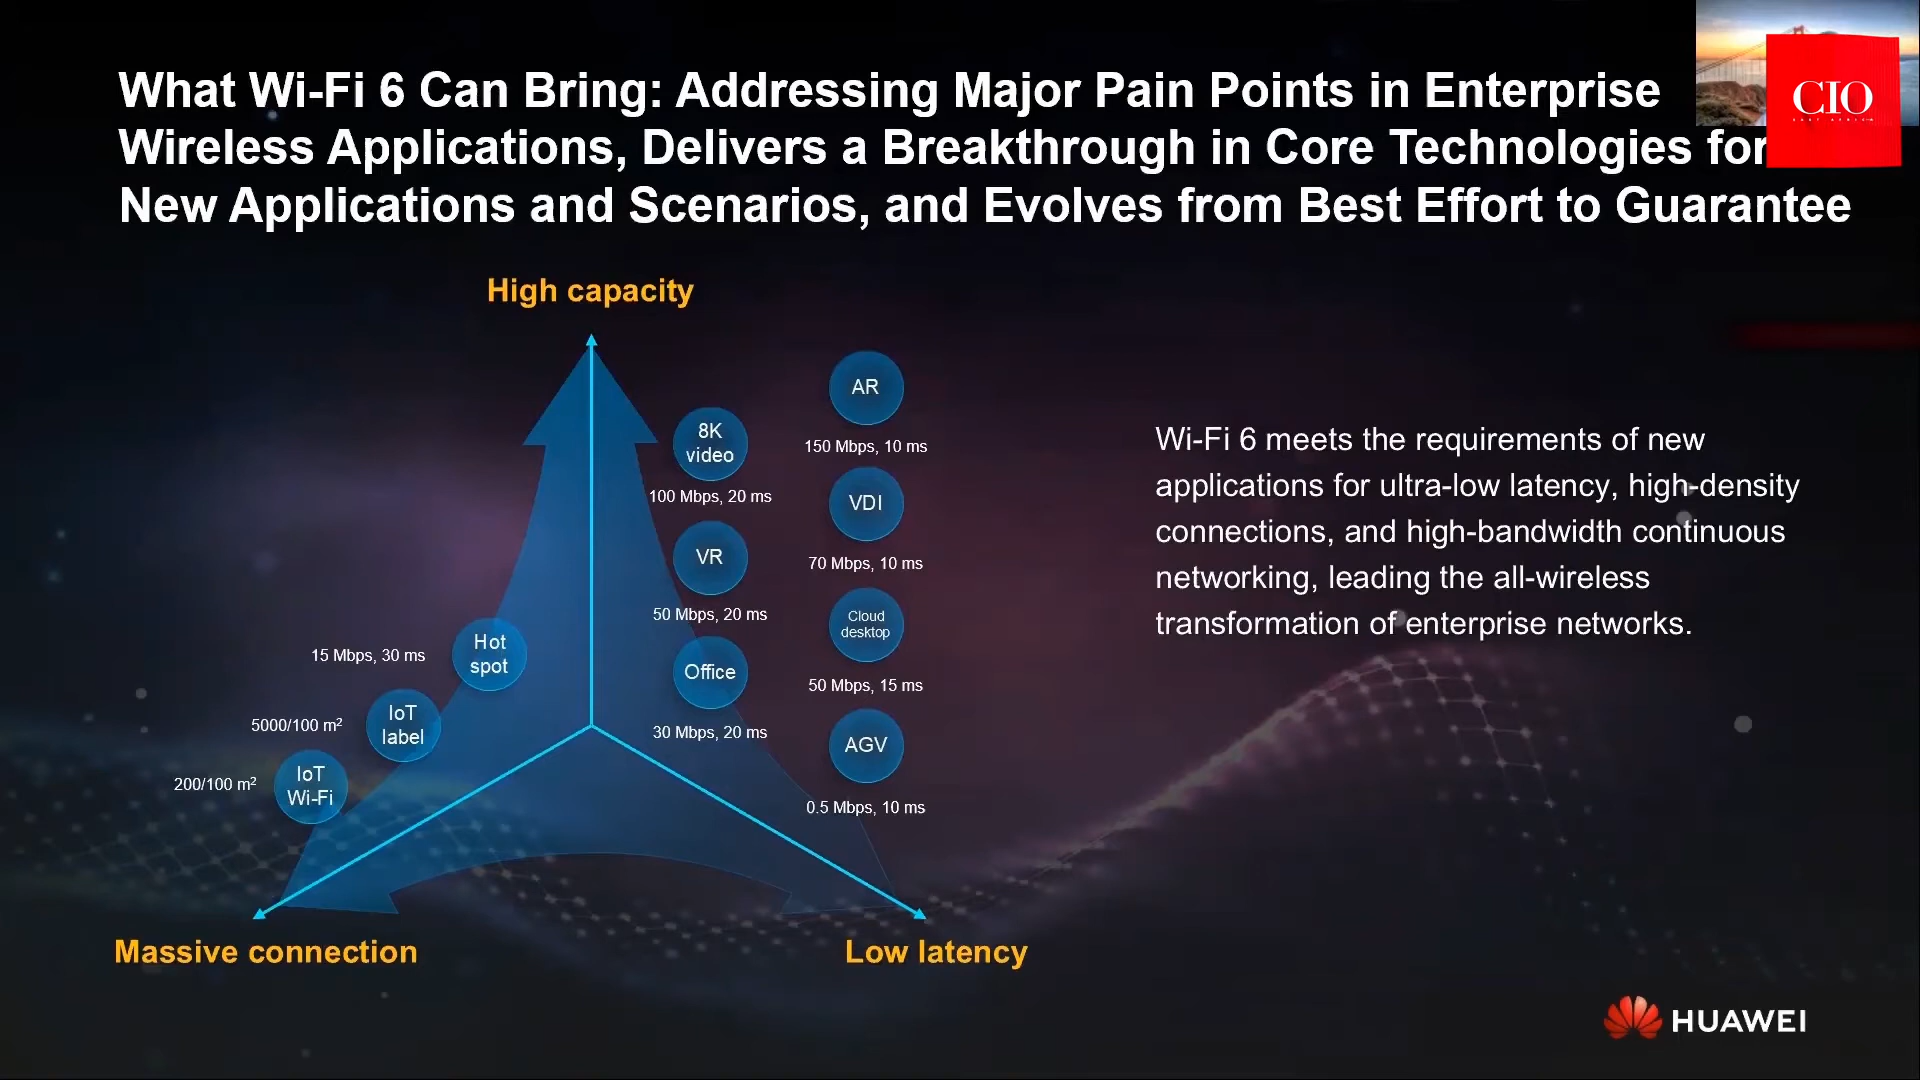 What Wi-Fi 6 Can Bring: Addressing Major Pain Points in Enterprise
Wireless Applications, Delivers a Breakthrough in Core Technologies for
New Applications and Scenarios, and Evolves from Best Effort to Guarantee
CIO
High capacity
AR
150 Mbps, 10 ms
8K
video
100 Mbps, 20 ms
VDI
70 Mbps, 10 ms
VR
50 Mbps, 20 ms
Cloud
desktop
50 Mbps, 15 ms
Office
30 Mbps, 20 ms
AGV
0.5 Mbps, 10 ms
Hot
spot
15 Mbps, 30 ms
IoT
label
5000/100 m²
IoT
Wi-Fi
200/100 m²
Massive connection
Low latency
Wi-Fi 6 meets the requirements of new
applications for ultra-low latency, high-density
connections, and high-bandwidth continuous
networking, leading the all-wireless
transformation of enterprise networks.
HUAWEI